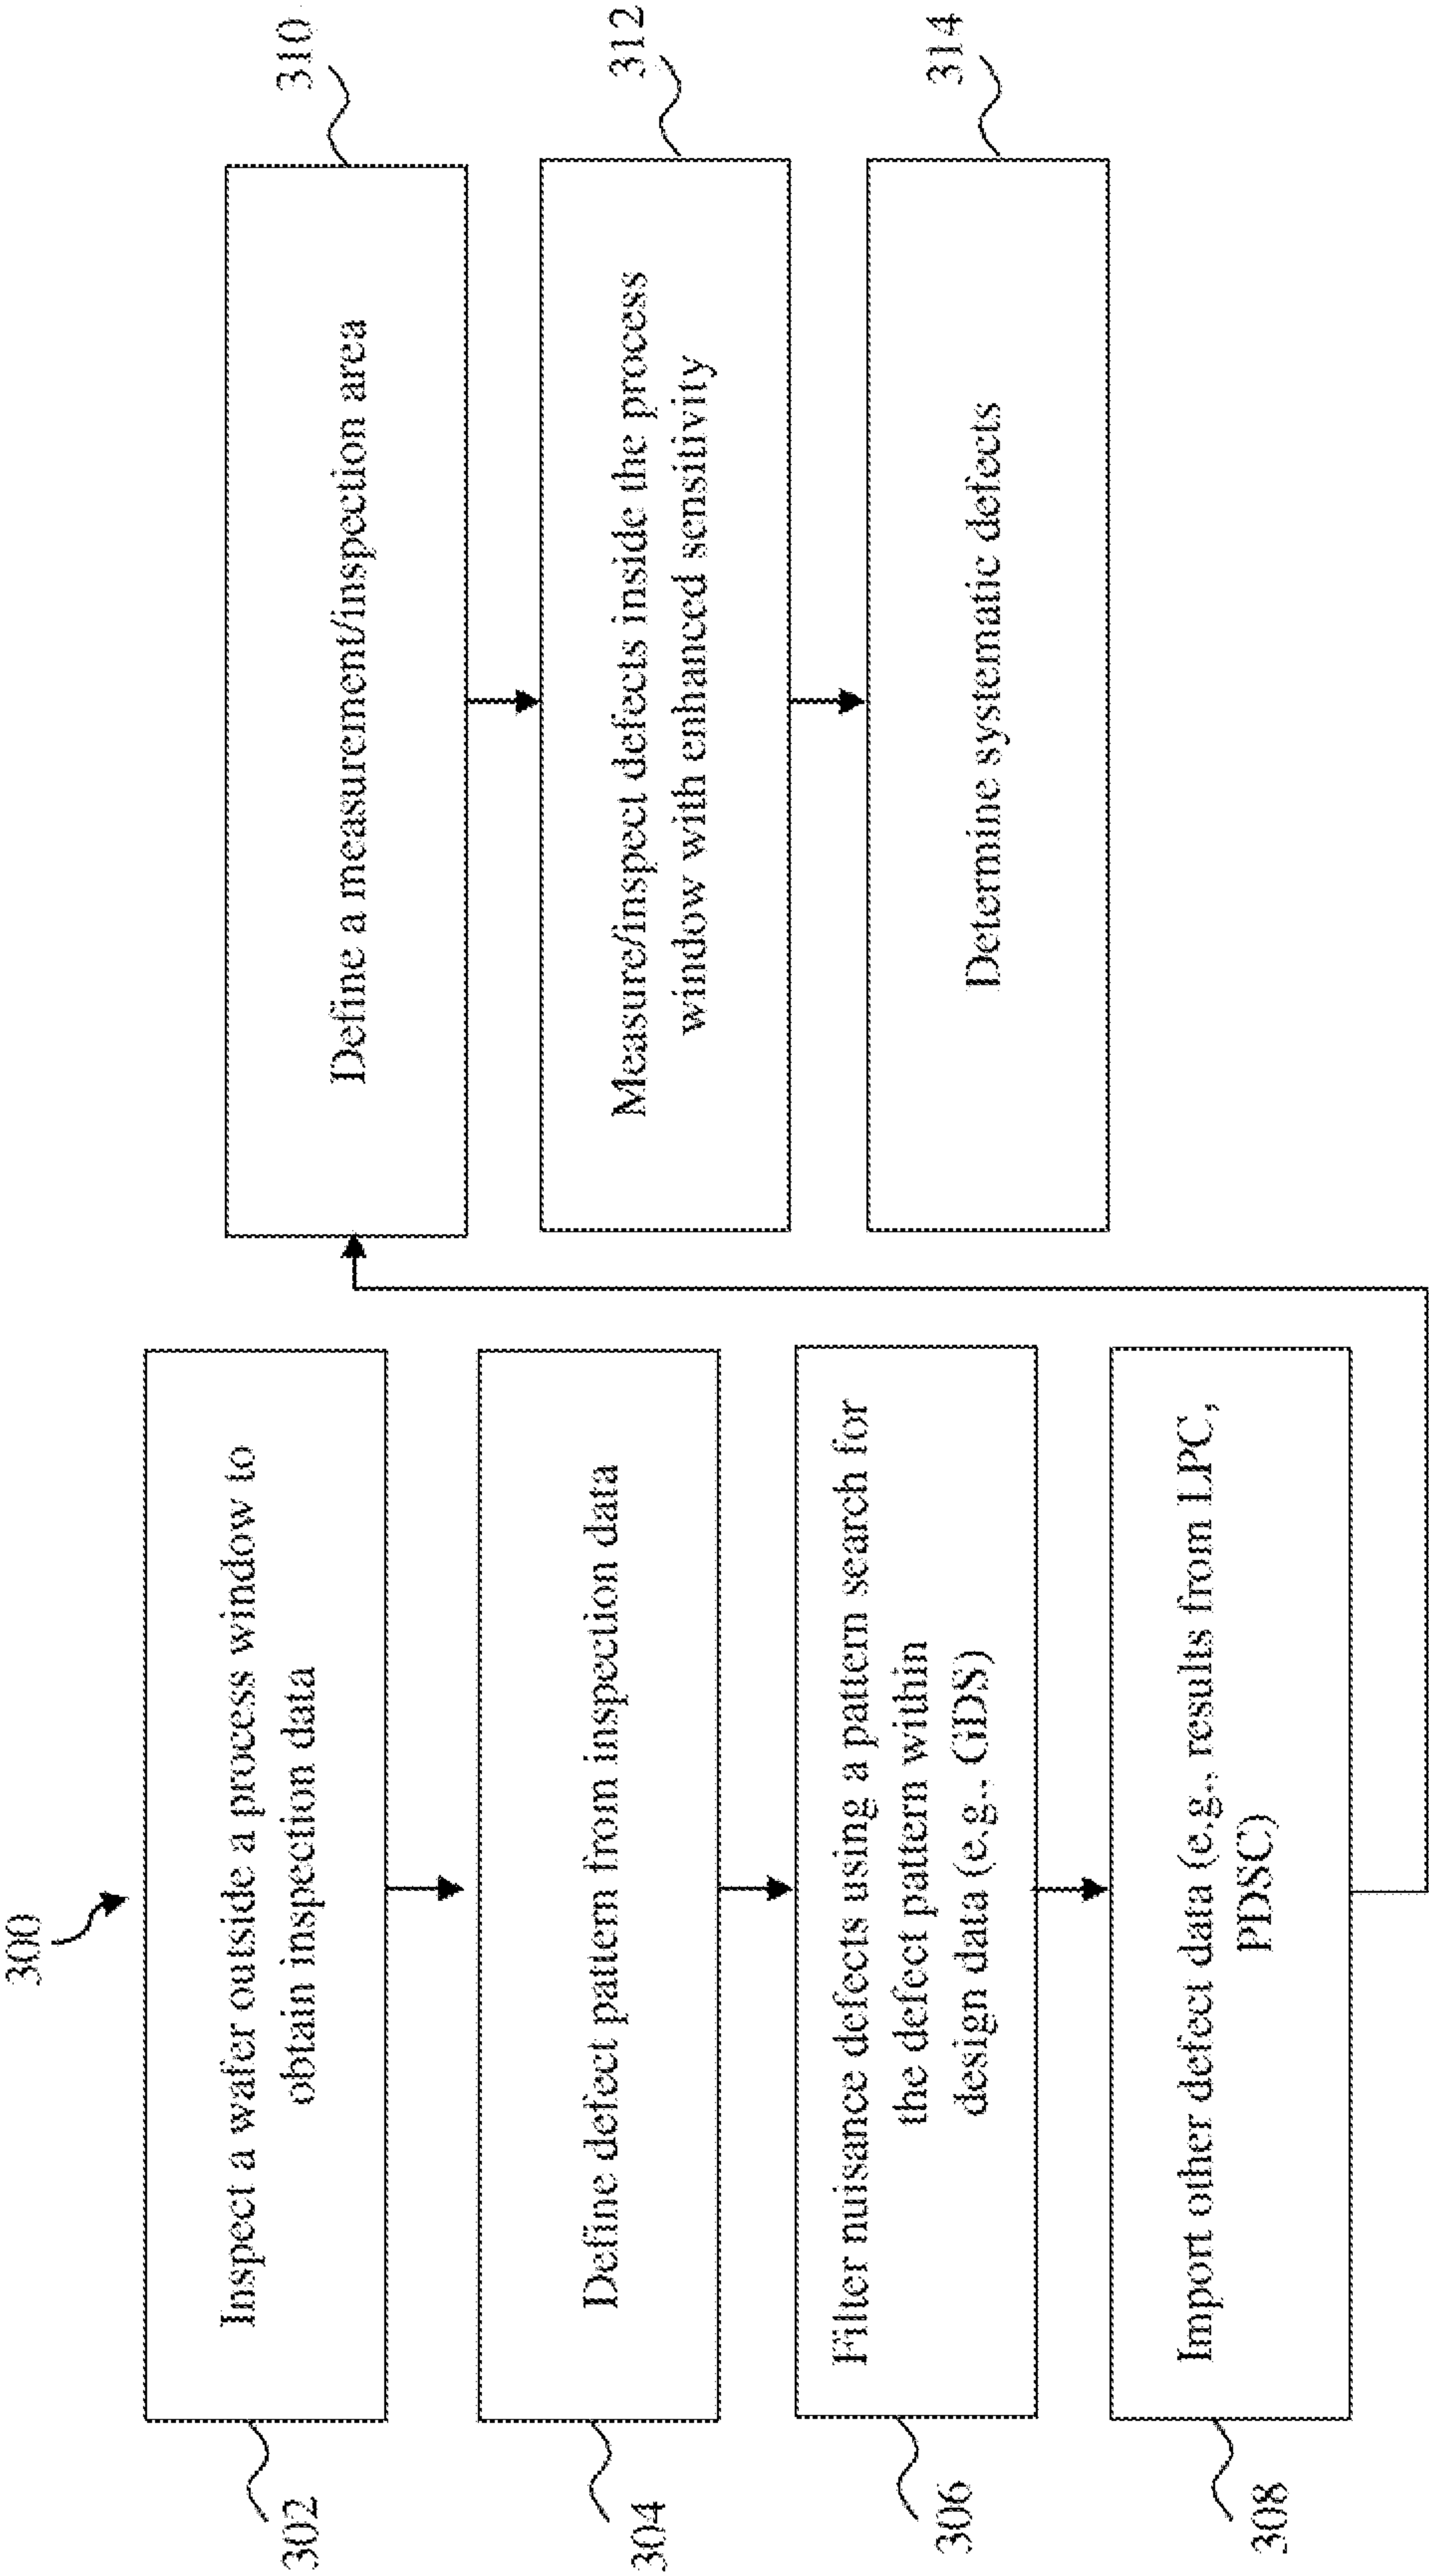 300
302
Inspect a wafer outside a process window to
obtain inspection data
304
Define defect pattern from inspection data
306
Filter nuisance defects using a pattern search for
the defect pattern within
design data (e.g., GDS)
308
Import other defect data (e.g., results from LPC,
PDSC)
310
Define a measurement/inspection area
312
Measure/inspect defects inside the process
window with enhanced sensitivity
314
Determine systematic defects